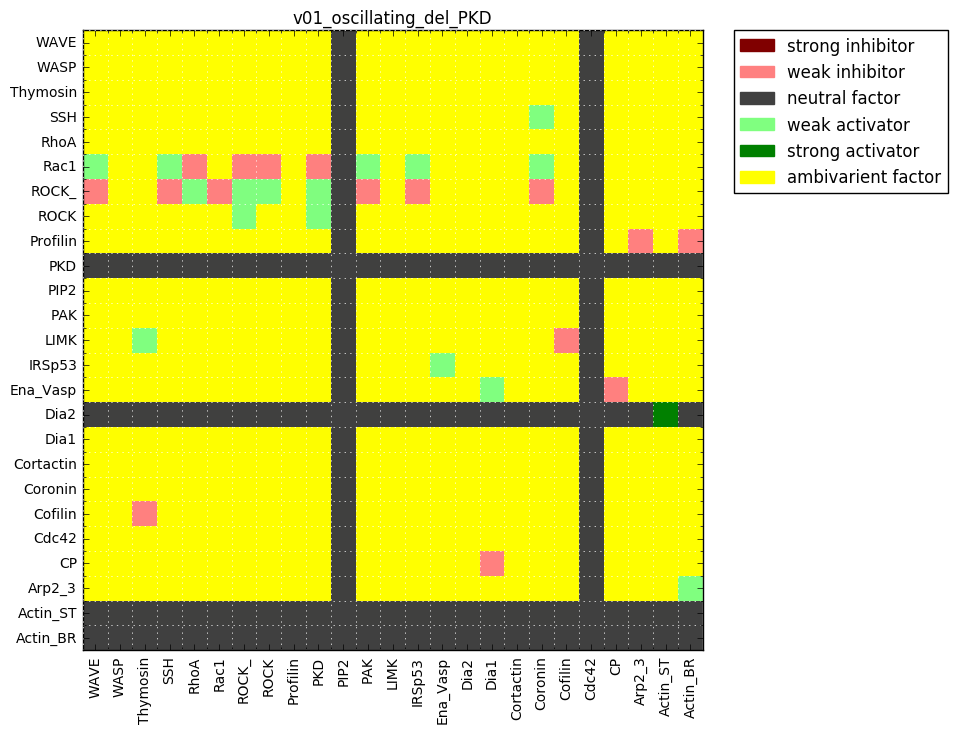 v01_oscillating_del_PKD
strong inhibitor
weak inhibitor
neutral factor
weak activator
strong activator
ambivarient factor
WAVE
WASP
Thymosin
SSH
RhoA
Rac1
ROCK_
ROCK
Profilin
PKD
PIP2
PAK
LIMK
IRSp53
Ena_Vasp
Dia2
Dia1
Cortactin
Coronin
Cofilin
Cdc42
CP
Arp2_3
Actin_ST
Actin_BR
WAVE
WASP
Thymosin
SSH
RhoA
Rac1
ROCK_
ROCK
Profilin
PKD
PIP2
PAK
LIMK
IRSp53
Ena_Vasp
Dia2
Dia1
Cortactin
Coronin
Cofilin
Cdc42
CP
Arp2_3
Actin_ST
Actin_BR